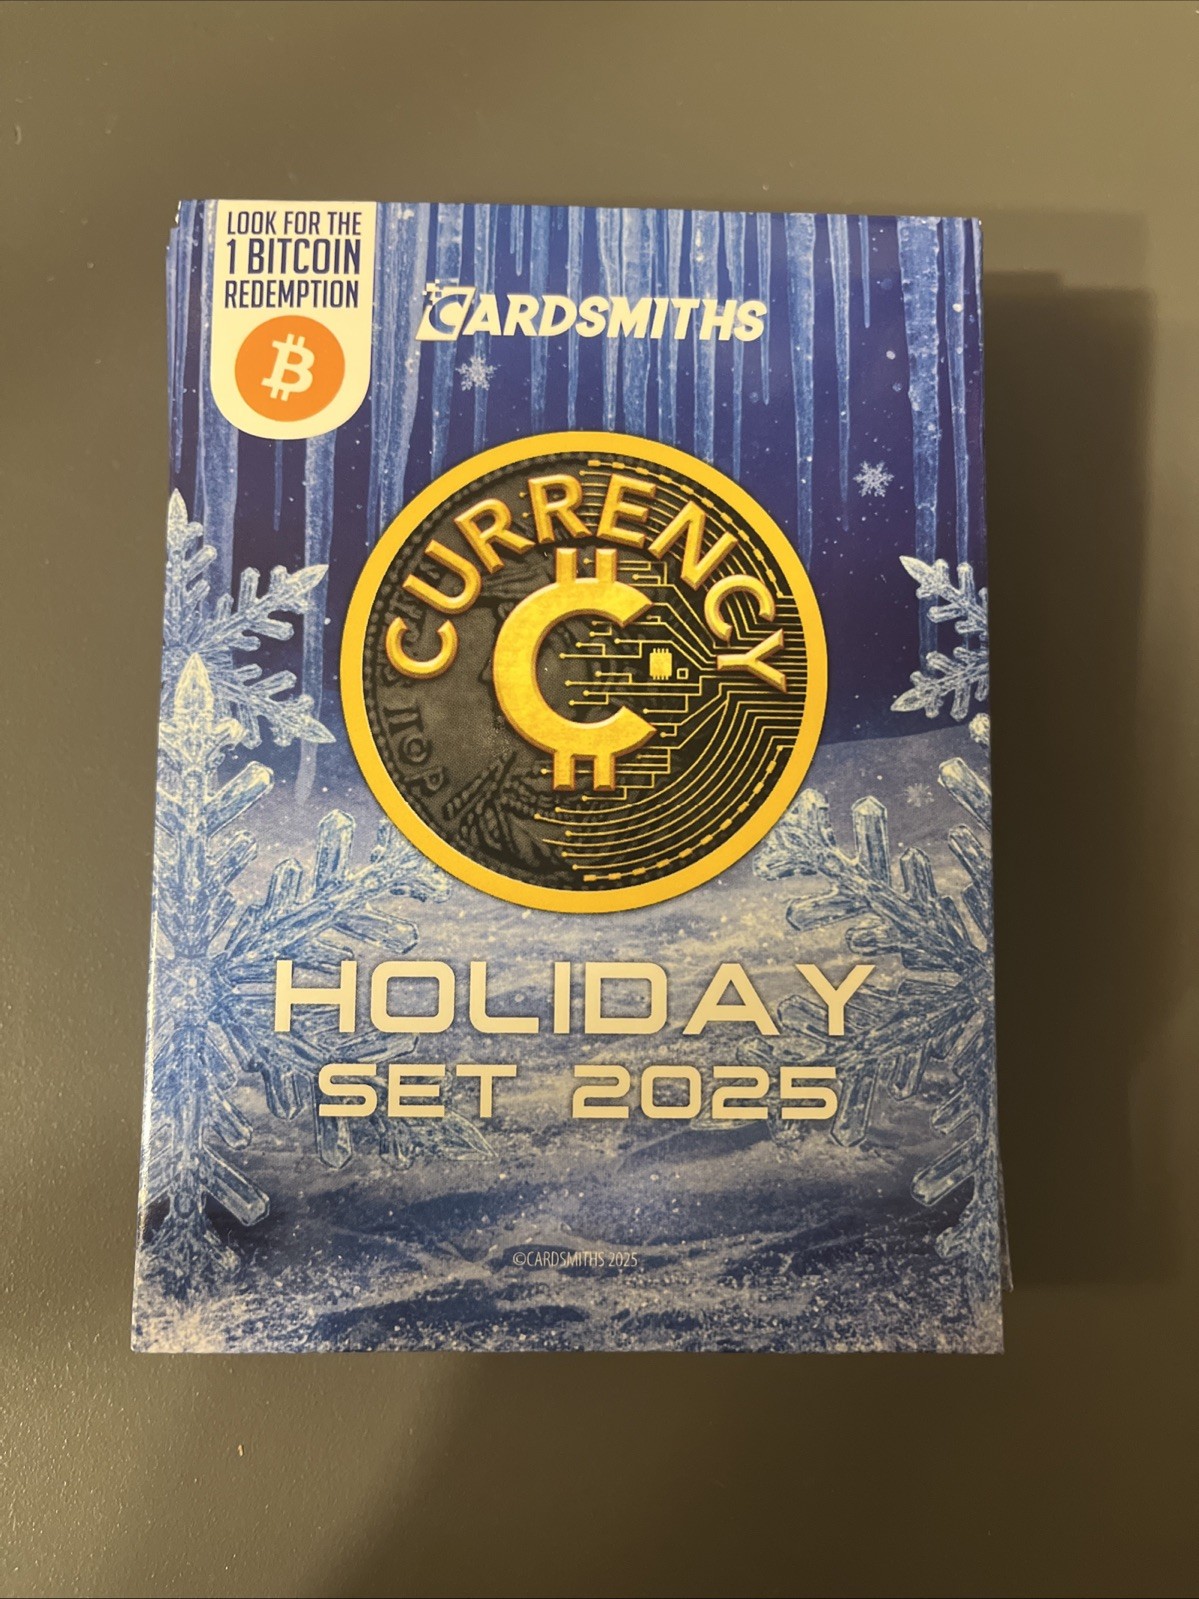 LOOK FOR THE
1 BITCOIN
REDEMPTION
₿
CARDSMITHS
CURRENCY
HOLIDAY
SET 2025
©CARDSMITHS 2025